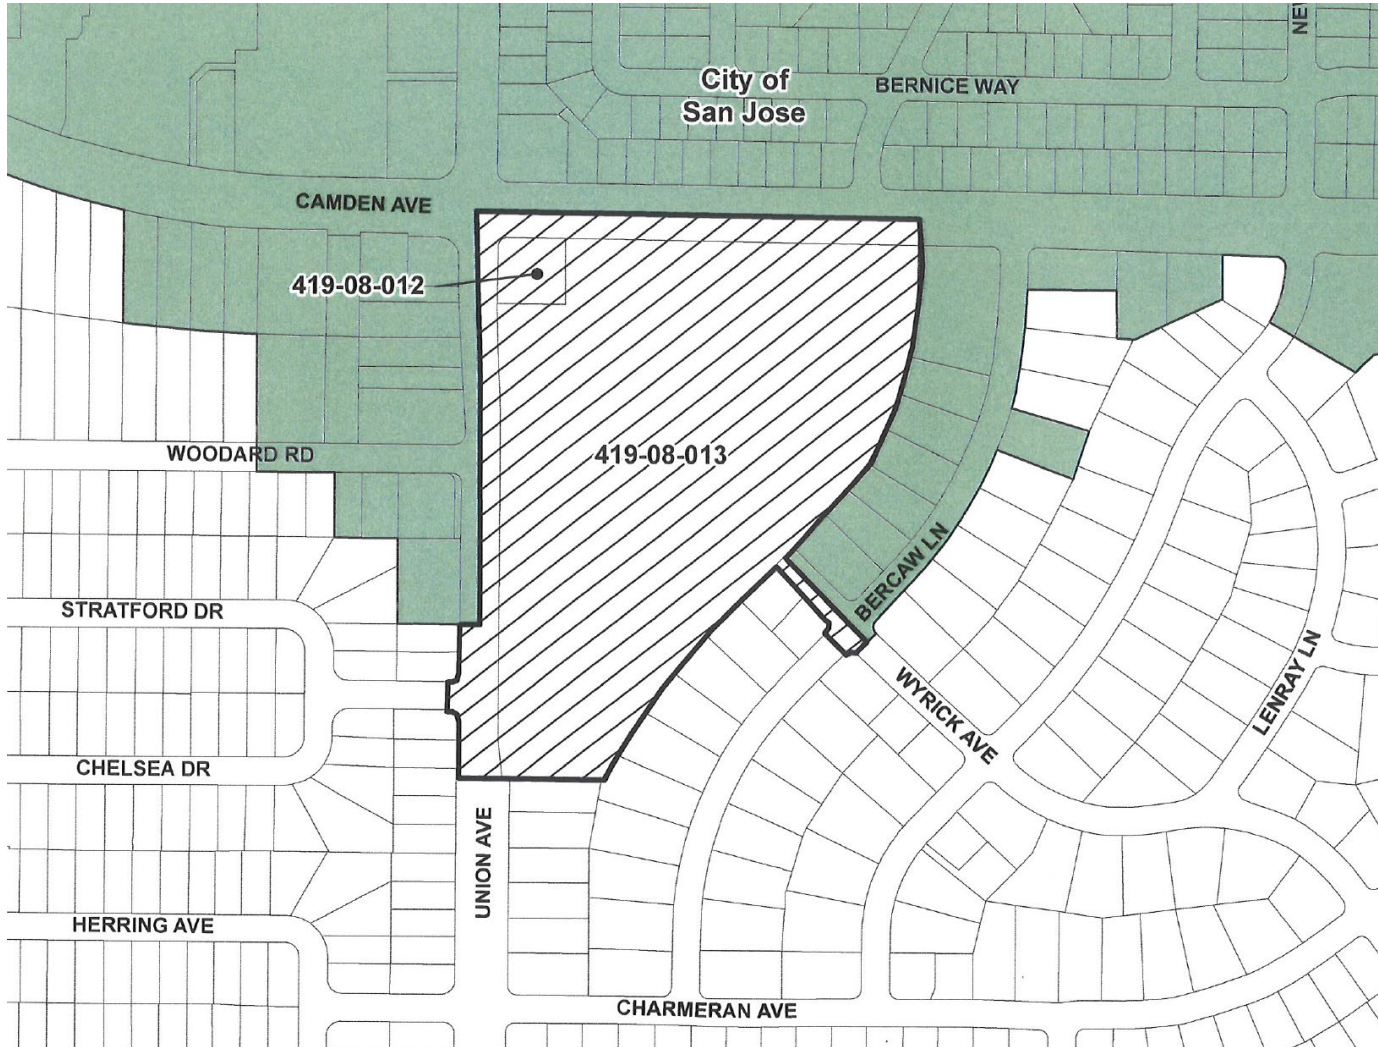 NEW
City of
San Jose
BERNICE WAY
CAMDEN AVE
419-08-012
WOODARD RD
419-08-013
BERCAW LN
STRATFORD DR
WYRICK AVE
LENRAY LN
CHELSEA DR
UNION AVE
HERRING AVE
CHARMERAN AVE